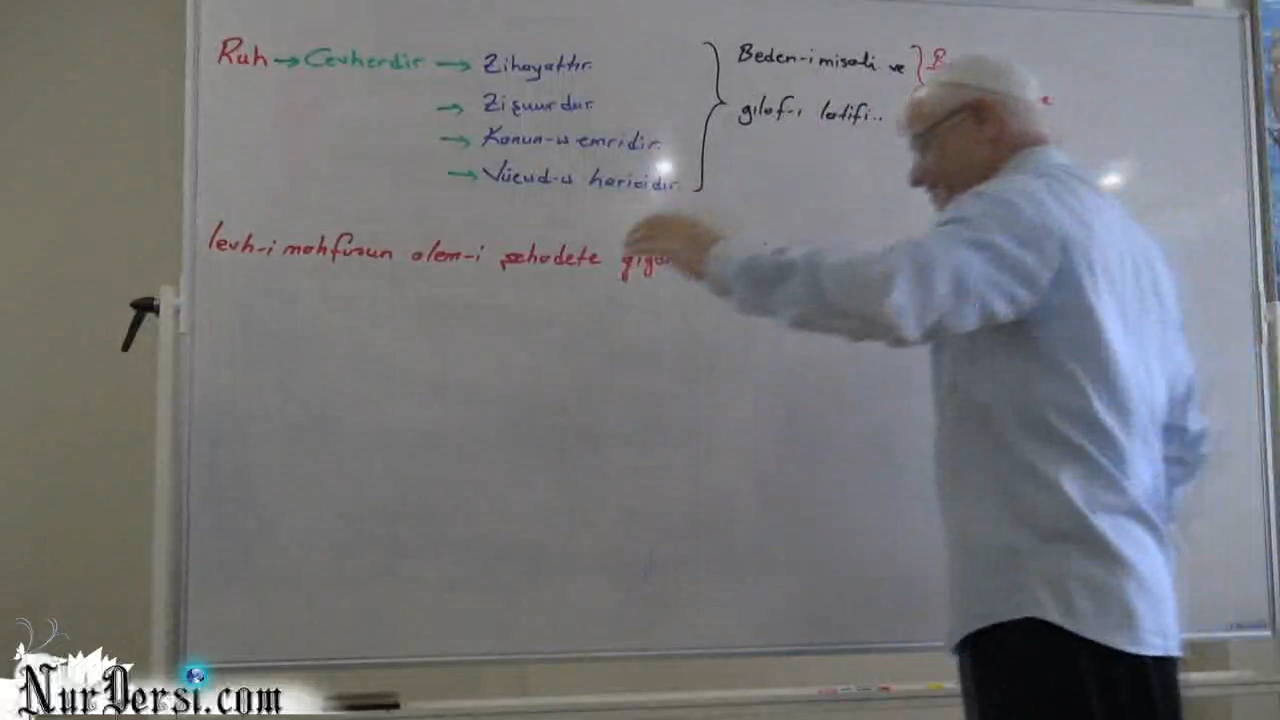 Ruh → Cevherdir → Zihayattır.
→ Zişuurdur.
→ Kanun-u emridir.
→ Vücud-u haricidir.
Beden-i misali ve
gılaf-ı latifi..
levh-i mahfuzun alem-i şehadete
NurDersi.com